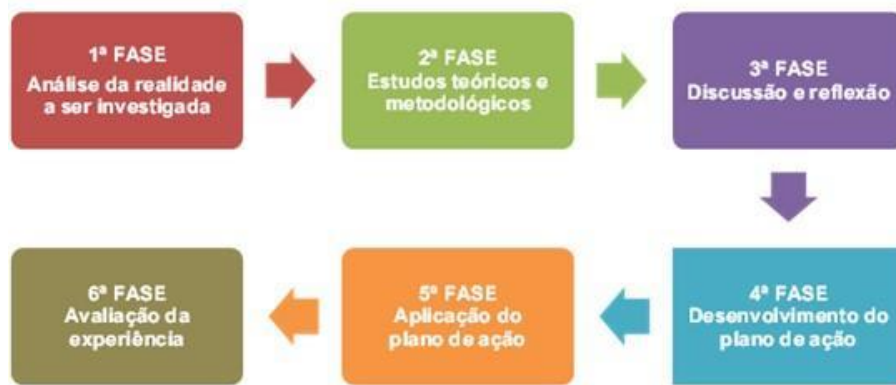 1ª FASE
Análise da realidade
a ser investigada
2ª FASE
Estudos teóricos e
metodológicos
3ª FASE
Discussão e reflexão
4ª FASE
Desenvolvimento do
plano de ação
5ª FASE
Aplicação do
plano de ação
6ª FASE
Avaliação da
experiência